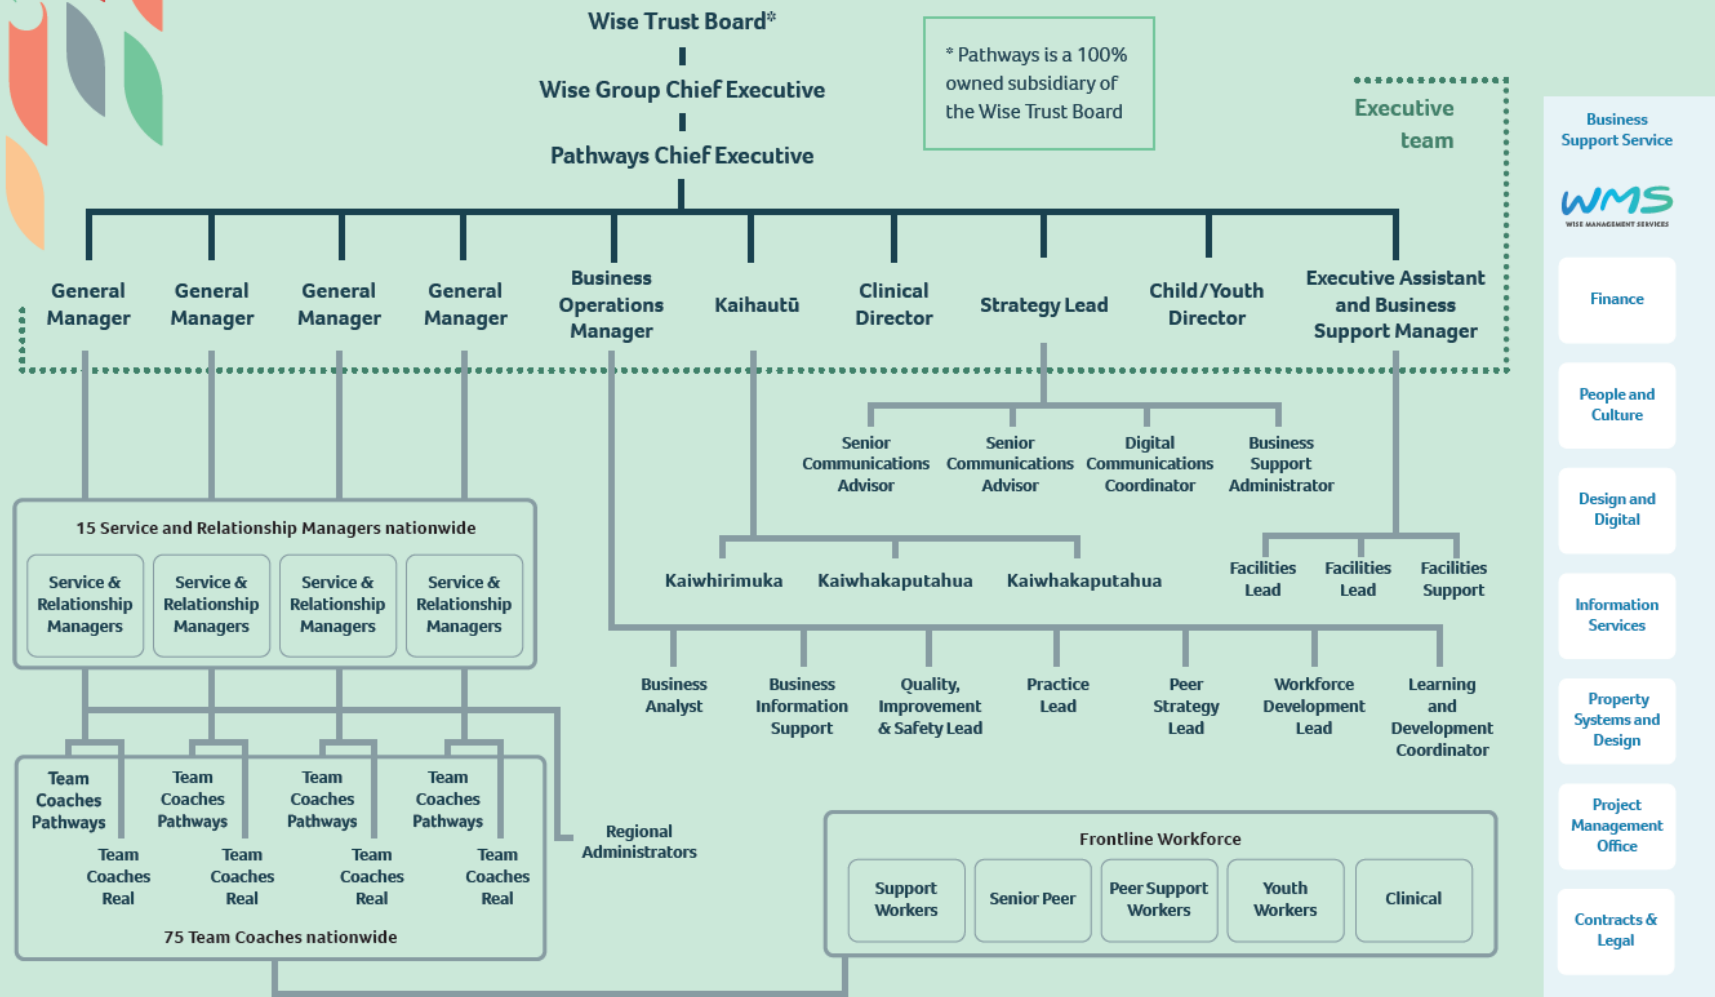 Wise Trust Board*
Wise Group Chief Executive
Pathways Chief Executive
* Pathways is a 100%
owned subsidiary of
the Wise Trust Board
Executive
team
General
Manager
General
Manager
General
Manager
General
Manager
Business
Operations
Manager
Kaihautū
Clinical
Director
Strategy Lead
Child/Youth
Director
Executive Assistant
and Business
Support Manager
Senior
Communications
Advisor
Senior
Communications
Advisor
Digital
Communications
Coordinator
Business
Support
Administrator
15 Service and Relationship Managers nationwide
Service &
Relationship
Managers
Service &
Relationship
Managers
Service &
Relationship
Managers
Service &
Relationship
Managers
Kaiwhirimuka
Kaiwhakaputahua
Kaiwhakaputahua
Facilities
Lead
Facilities
Lead
Facilities
Support
Business
Analyst
Business
Information
Support
Quality,
Improvement
& Safety Lead
Practice
Lead
Peer
Strategy
Lead
Workforce
Development
Lead
Learning
and
Development
Coordinator
Team
Coaches
Pathways
Team
Coaches
Pathways
Team
Coaches
Pathways
Team
Coaches
Pathways
Team
Coaches
Real
Team
Coaches
Real
Team
Coaches
Real
Team
Coaches
Real
75 Team Coaches nationwide
Regional
Administrators
Frontline Workforce
Support
Workers
Senior Peer
Peer Support
Workers
Youth
Workers
Clinical
Business
Support Service
WMS
WISE MANAGEMENT SERVICES
Finance
People and
Culture
Design and
Digital
Information
Services
Property
Systems and
Design
Project
Management
Office
Contracts &
Legal